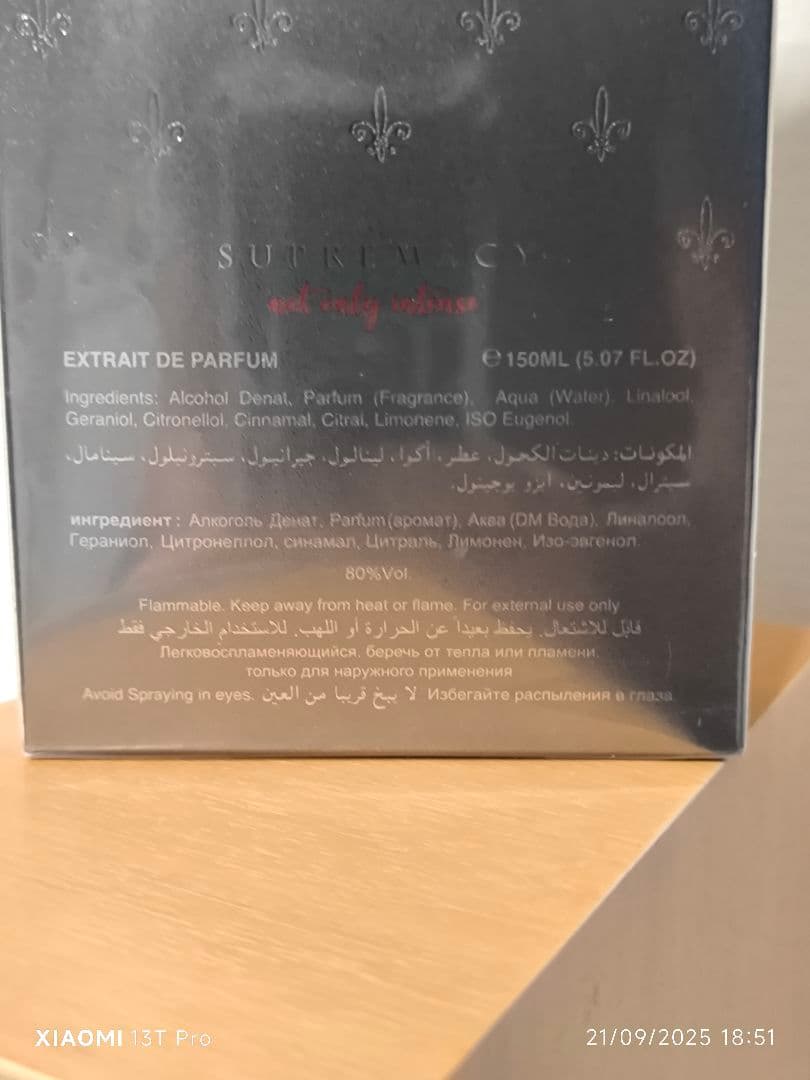 SUPREMACY
not only intense
EXTRAIT DE PARFUM ℮150ML (5.07 FL.OZ)
Ingredients: Alcohol Denat, Parfum (Fragrance), Aqua (Water), Linalool,
Geraniol, Citronellol, Cinnamal, Citral, Limonene, ISO Eugenol.
المكونات: دينات الكحول، عطر، أكوا، لينالول، جيرانيول، سيترونيلول، سينامال،
سيترال، ليمونين، ايزو يوجينول.
ингредиент : Алкоголь Денат, Parfum(аромат), Аква (DM Вода), Линалоол,
Гераниол, Цитронеллол, синамал, Цитраль, Лимонен, Изо-эвгенол.
80%Vol.
Flammable. Keep away from heat or flame. For external use only
قابل للاشتعال. يحفظ بعيداً عن الحرارة أو اللهب. للاستخدام الخارجي فقط
Легковоспламеняющийся, беречь от тепла или пламени.
только для наружного применения
Avoid Spraying in eyes. لا يبخ قريبا من العين Избегайте распыления в глаза
XIAOMI 13T Pro
21/09/2025 18:51